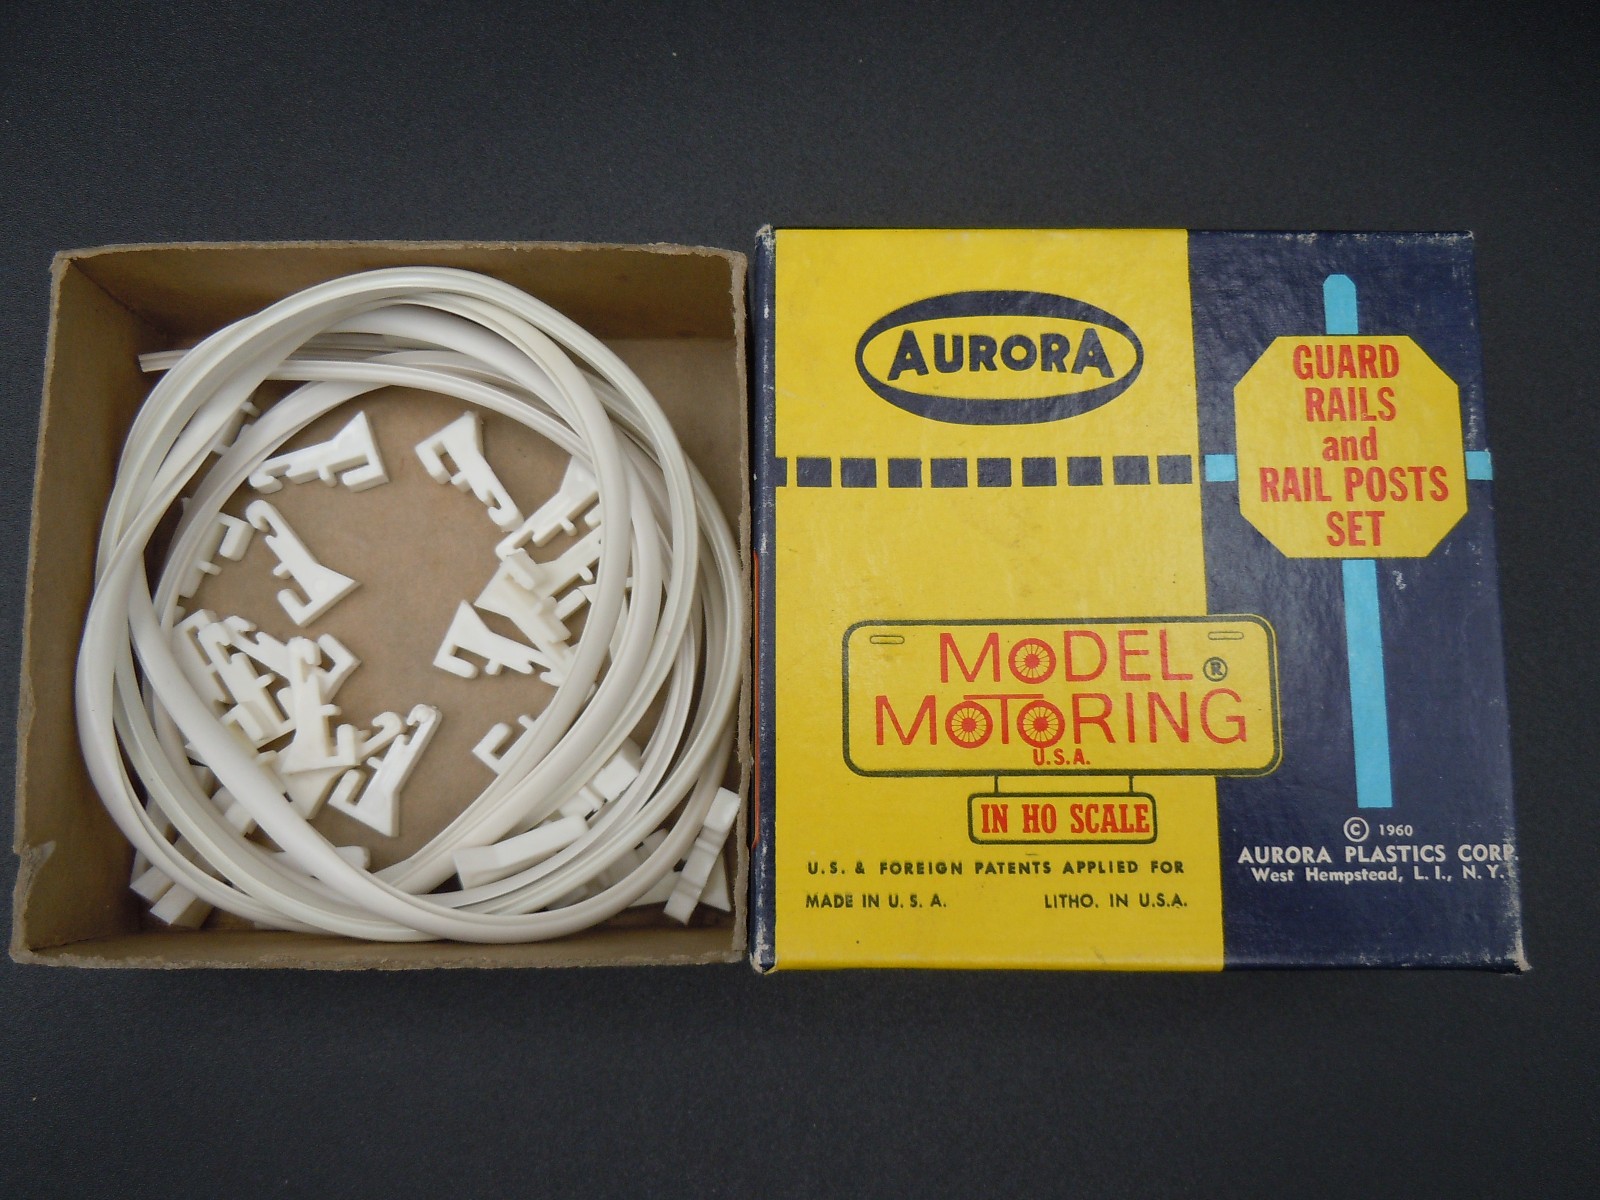 AURORA
GUARD
RAILS
and
RAIL POSTS
SET
MODEL ®
MOTORING
U.S.A.
IN HO SCALE
U.S. & FOREIGN PATENTS APPLIED FOR
MADE IN U. S. A. LITHO. IN U.S.A.
© 1960
AURORA PLASTICS CORP.
West Hempstead, L. I., N. Y.